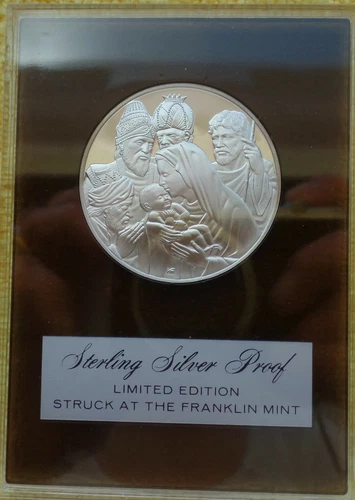 Sterling Silver Proof
LIMITED EDITION
STRUCK AT THE FRANKLIN MINT